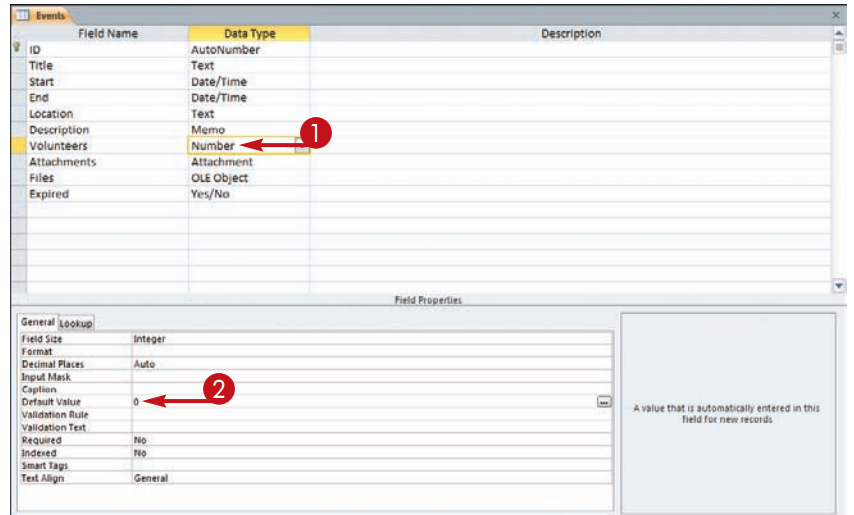 Events
Field Name Data Type Description
ID AutoNumber
Title Text
Start Date/Time
End Date/Time
Location Text
Description Memo
Volunteers Number 1
Attachments Attachment
Files OLE Object
Expired Yes/No
Field Properties
General Lookup
Field Size Integer
Format
Decimal Places Auto
Input Mask
Caption
Default Value 0 2
Validation Rule
Validation Text
Required No
Indexed No
Smart Tags
Text Align General
A value that is automatically entered in this
field for new records